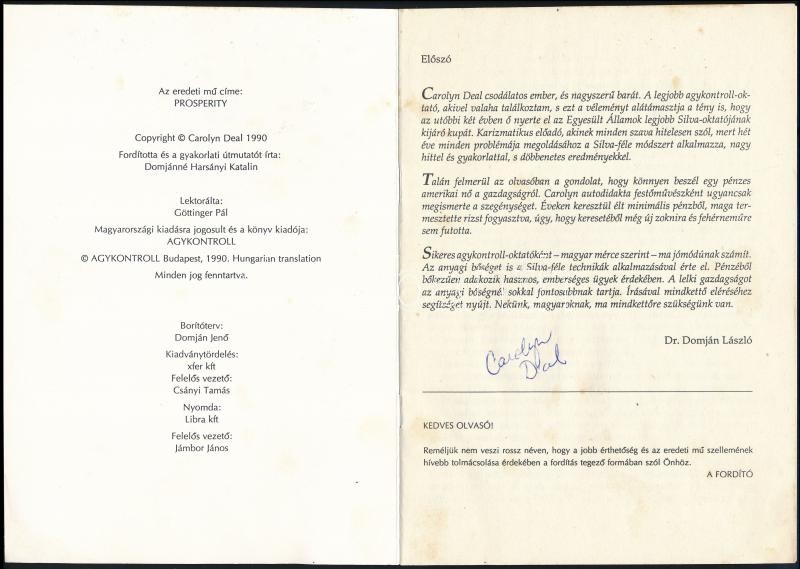 Az eredeti mű címe:
PROSPERITY
Copyright © Carolyn Deal 1990
Fordította és a gyakorlati útmutatót írta:
Domjánné Harsányi Katalin
Lektorálta:
Göttinger Pál
Magyarországi kiadásra jogosult és a könyv kiadója:
AGYKONTROLL
© AGYKONTROLL Budapest, 1990. Hungarian translation
Minden jog fenntartva.
Borítóterv:
Domján Jenő
Kiadványtördelés:
xfer kft
Felelős vezető:
Csányi Tamás
Nyomda:
Libra kft
Felelős vezető:
Jámbor János
Előszó
Carolyn Deal csodálatos ember, és nagyszerű barát. A legjobb agykontroll-ok-
tató, akivel valaha találkoztam, s ezt a véleményt alátámasztja a tény is, hogy
az utóbbi két évben ő nyerte el az Egyesült Államok legjobb Silva-oktatójának
kijáró kupát. Karizmatikus előadó, akinek minden szava hitelesen szól, mert hét
éve minden problémája megoldásához a Silva-féle módszert alkalmazza, nagy
hittel és gyakorlattal, s döbbenetes eredményekkel.
Talán felmerül az olvasóban a gondolat, hogy könnyen beszél egy pénzes
amerikai nő a gazdagságról. Carolyn autodidakta festőművészként ugyancsak
megismerte a szegénységet. Éveken keresztül élt minimális pénzből, maga ter-
mesztette rizst fogyasztva, úgy, hogy keresetéből még új zoknira és fehérneműre
sem futotta.
Sikeres agykontroll-oktatóként – magyar mérce szerint – ma jómódúnak számít.
Az anyagi bőséget is a Silva-féle technikák alkalmazásával érte el. Pénzéből
bőkezűen adakozik hasznos, emberséges ügyek érdekében. A lelki gazdagságot
az anyagi bőségnél sokkal fontosabbnak tartja. Írásával mindkettő eléréséhez
segítséget nyújt. Nekünk, magyaroknak, ma mindkettőre szükségünk van.
Dr. Domján László
Carolyn
Deal
KEDVES OLVASÓ!
Reméljük nem veszi rossz néven, hogy a jobb érthetőség és az eredeti mű szellemének
hívebb tolmácsolása érdekében a fordítás tegező formában szól Önhöz.
A FORDÍTÓ